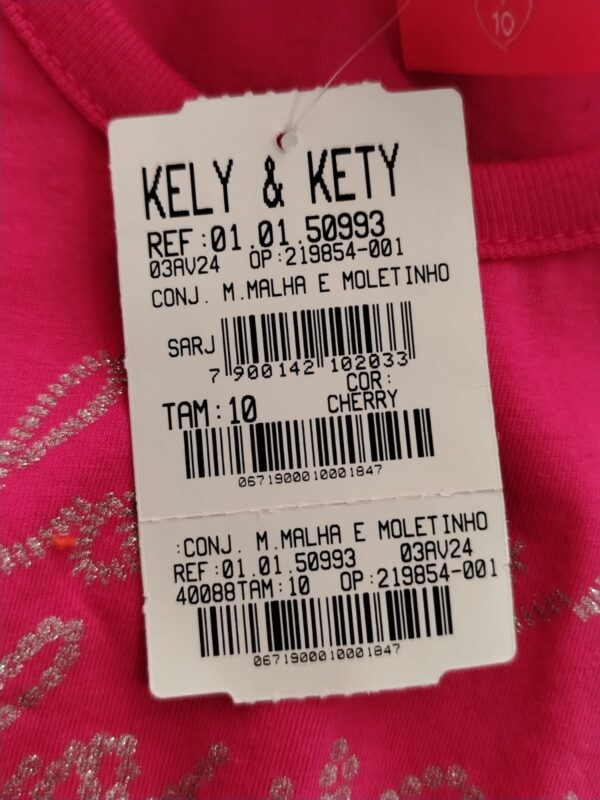 10
KELY & KETY
REF:01.01.50993
03AV24 OP:219854-001
CONJ. M.MALHA E MOLETINHO
SARJ
7 900142 102033
COR:
TAM:10 CHERRY
0671900010001847
:CONJ. M.MALHA E MOLETINHO
REF:01.01.50993 03AV24
40088TAM:10 OP:219854-001
0671900010001847